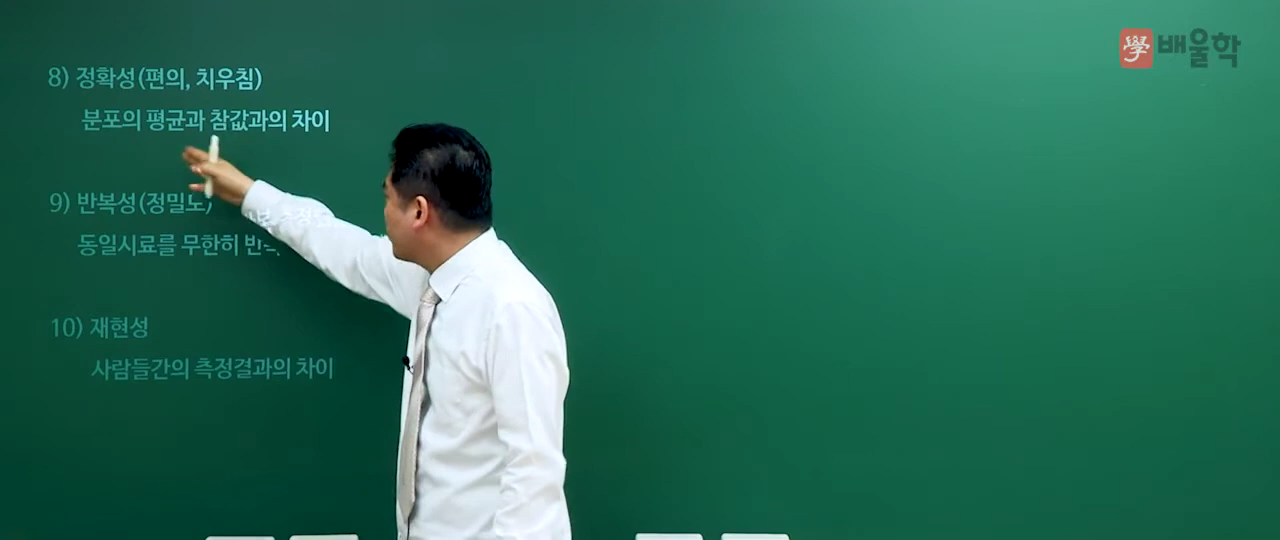 學 배울학
8) 정확성(편의, 치우침)
분포의 평균과 참값과의 차이
9) 반복성(정밀도)
동일시료를 무한히
10) 재현성
사람들간의 측정결과의 차이